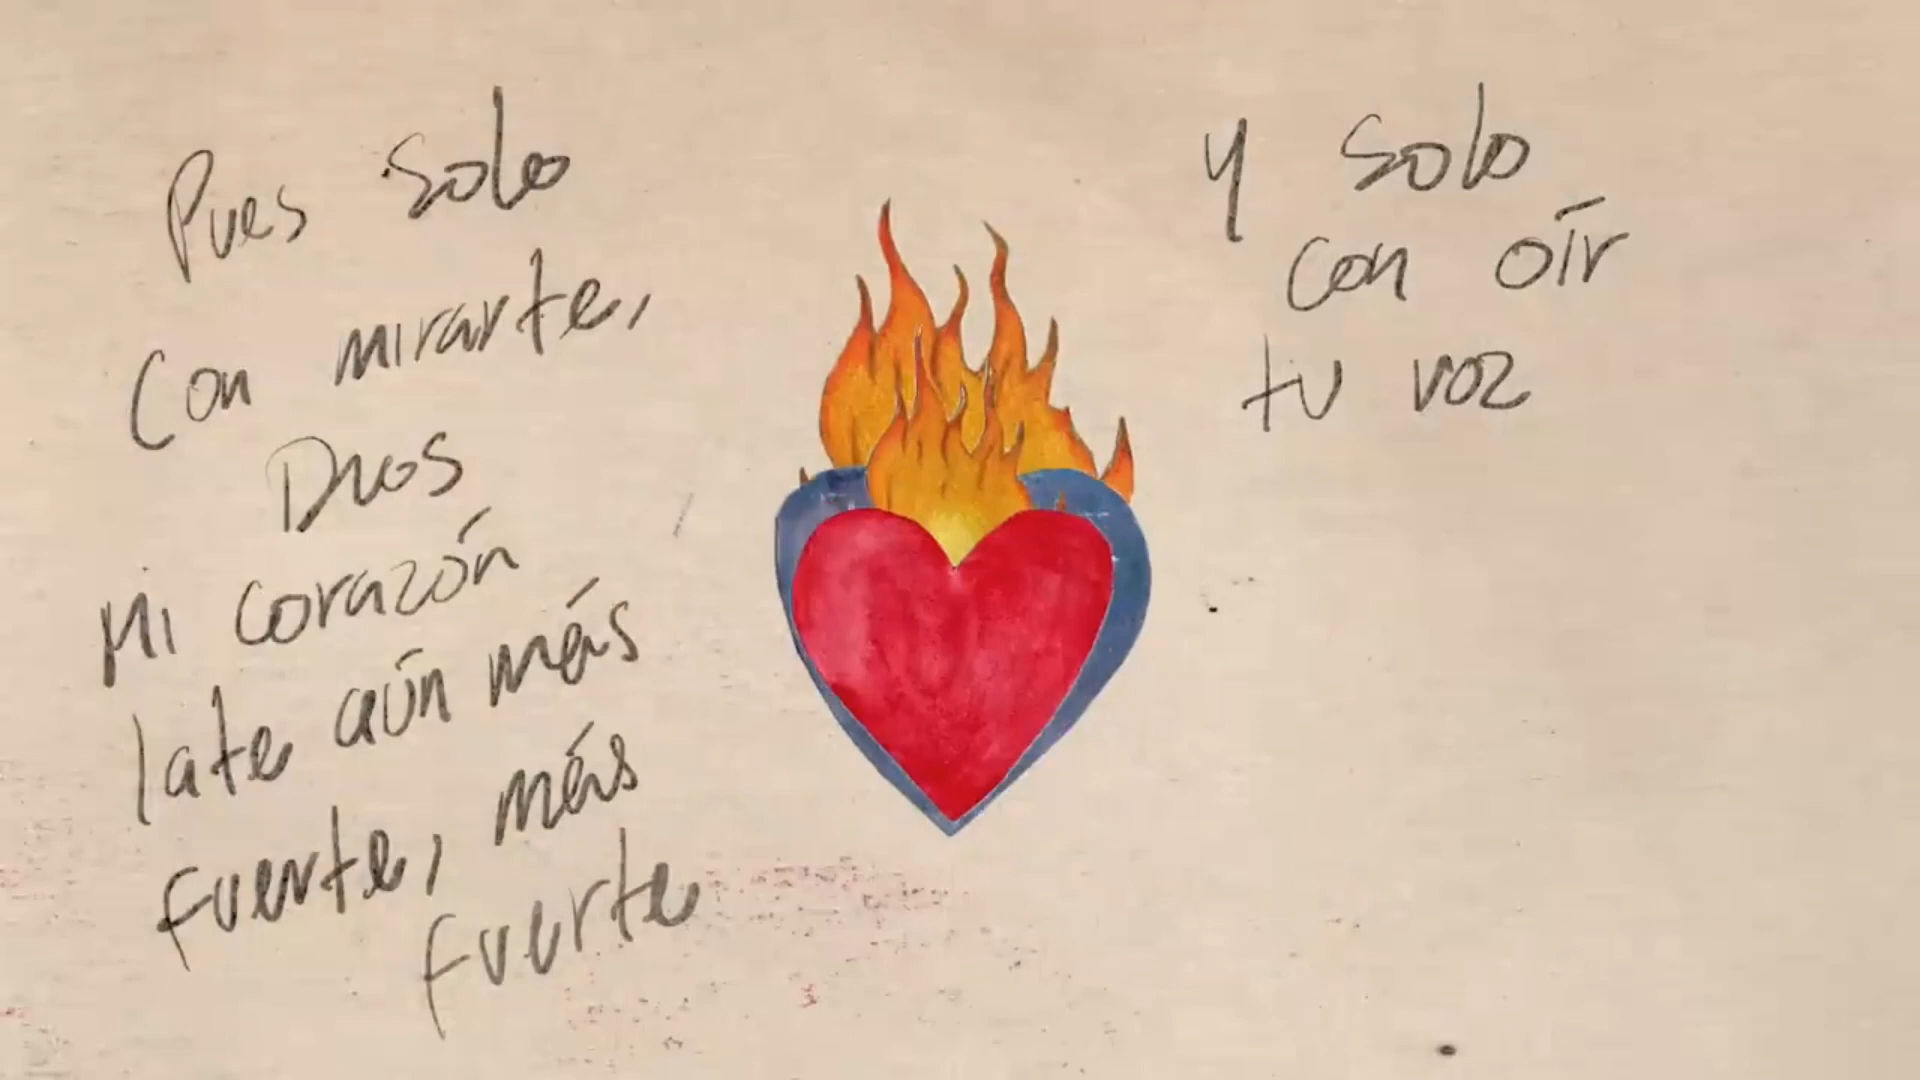 Pues solo
con mirarte,
Dios
Mi corazón
late aún más
fuerte, más
fuerte
Y solo
con oír
tu voz